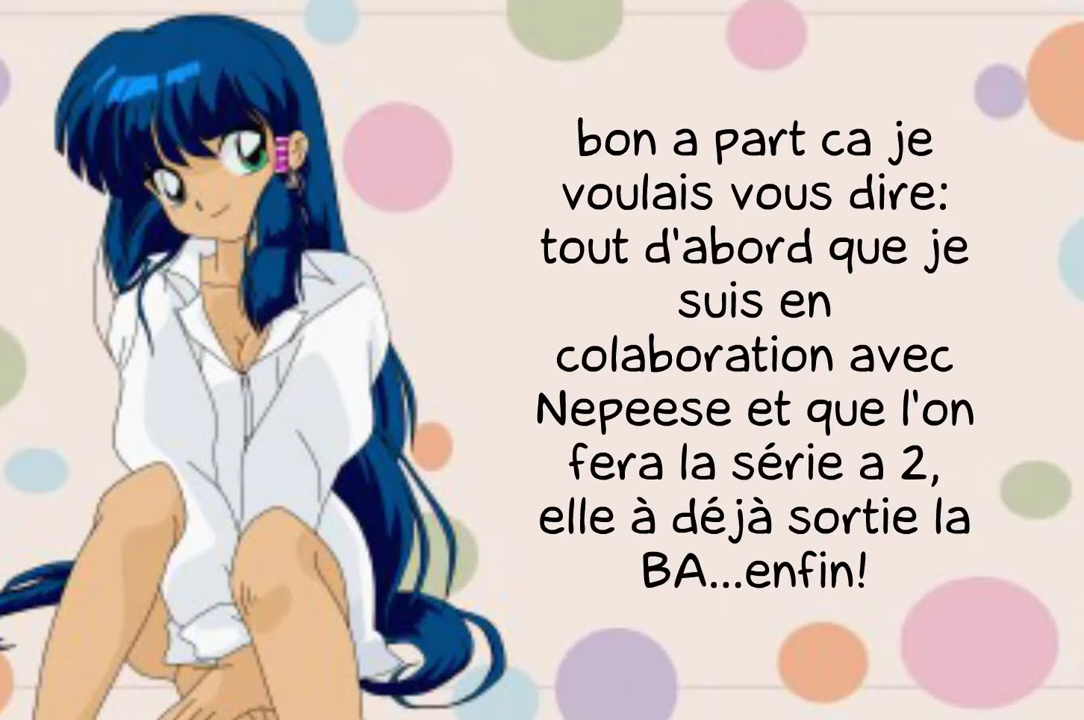 bon a part ca je
voulais vous dire:
tout d'abord que je
suis en
colaboration avec
Nepeese et que l'on
fera la série a 2,
elle à déjà sortie la
BA...enfin!